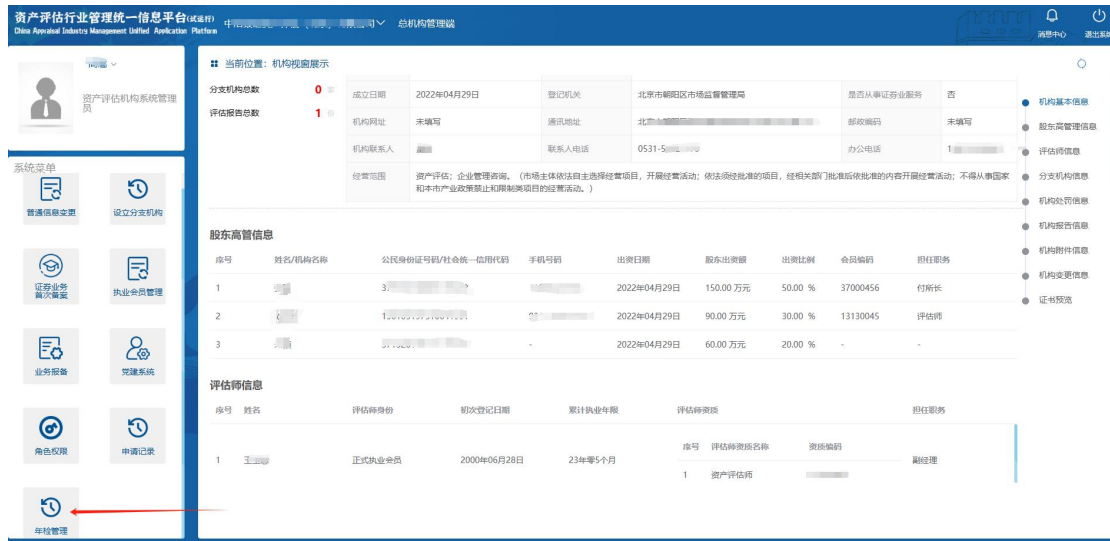 资产评估行业管理统一信息平台(试运行)
China Appraisal Industry Management Unified Application Platform
总机构管理端
消息中心
退出系统
资产评估机构系统管理员
系统菜单
普通信息变更
设立分支机构
证券业务首次备案
执业会员管理
业务报备
党建系统
角色权限
申请记录
年检管理
当前位置：机构视窗展示
分支机构总数 0
评估报告总数 1
成立日期 2022年04月29日 登记机关 北京市朝阳区市场监督管理局 是否从事证券业服务 否
机构网址 未填写 通讯地址 邮政编码 未填写
机构联系人 联系人电话 0531-5 办公电话 1
经营范围 资产评估；企业管理咨询。（市场主体依法自主选择经营项目，开展经营活动；依法须经批准的项目，经相关部门批准后依批准的内容开展经营活动；不得从事国家
和本市产业政策禁止和限制类项目的经营活动。）
股东高管信息
序号 姓名/机构名称 公民身份证号码/社会统一信用代码 手机号码 出资日期 股东出资额 出资比例 会员编码 担任职务
1 2022年04月29日 150.00 万元 50.00 % 37000456 付所长
2 2022年04月29日 90.00 万元 30.00 % 13130045 评估师
3 - 2022年04月29日 60.00 万元 20.00 % - -
评估师信息
序号 姓名 评估师身份 初次登记日期 累计执业年限 评估师资质 担任职务
序号 评估师资质名称 资质编码
1 正式执业会员 2000年06月28日 23年零5个月 副经理
1 资产评估师
机构基本信息
股东高管理信息
评估师信息
分支机构信息
机构处罚信息
机构报告信息
机构附件信息
机构变更信息
证书预览